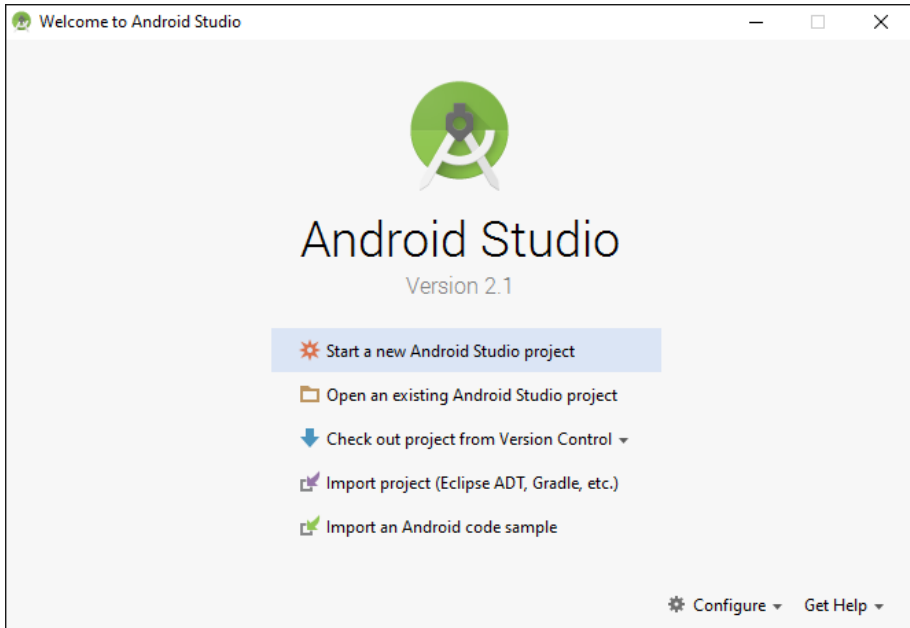 Welcome to Android Studio
Android Studio
Version 2.1
Start a new Android Studio project
Open an existing Android Studio project
Check out project from Version Control
Import project (Eclipse ADT, Gradle, etc.)
Import an Android code sample
Configure Get Help